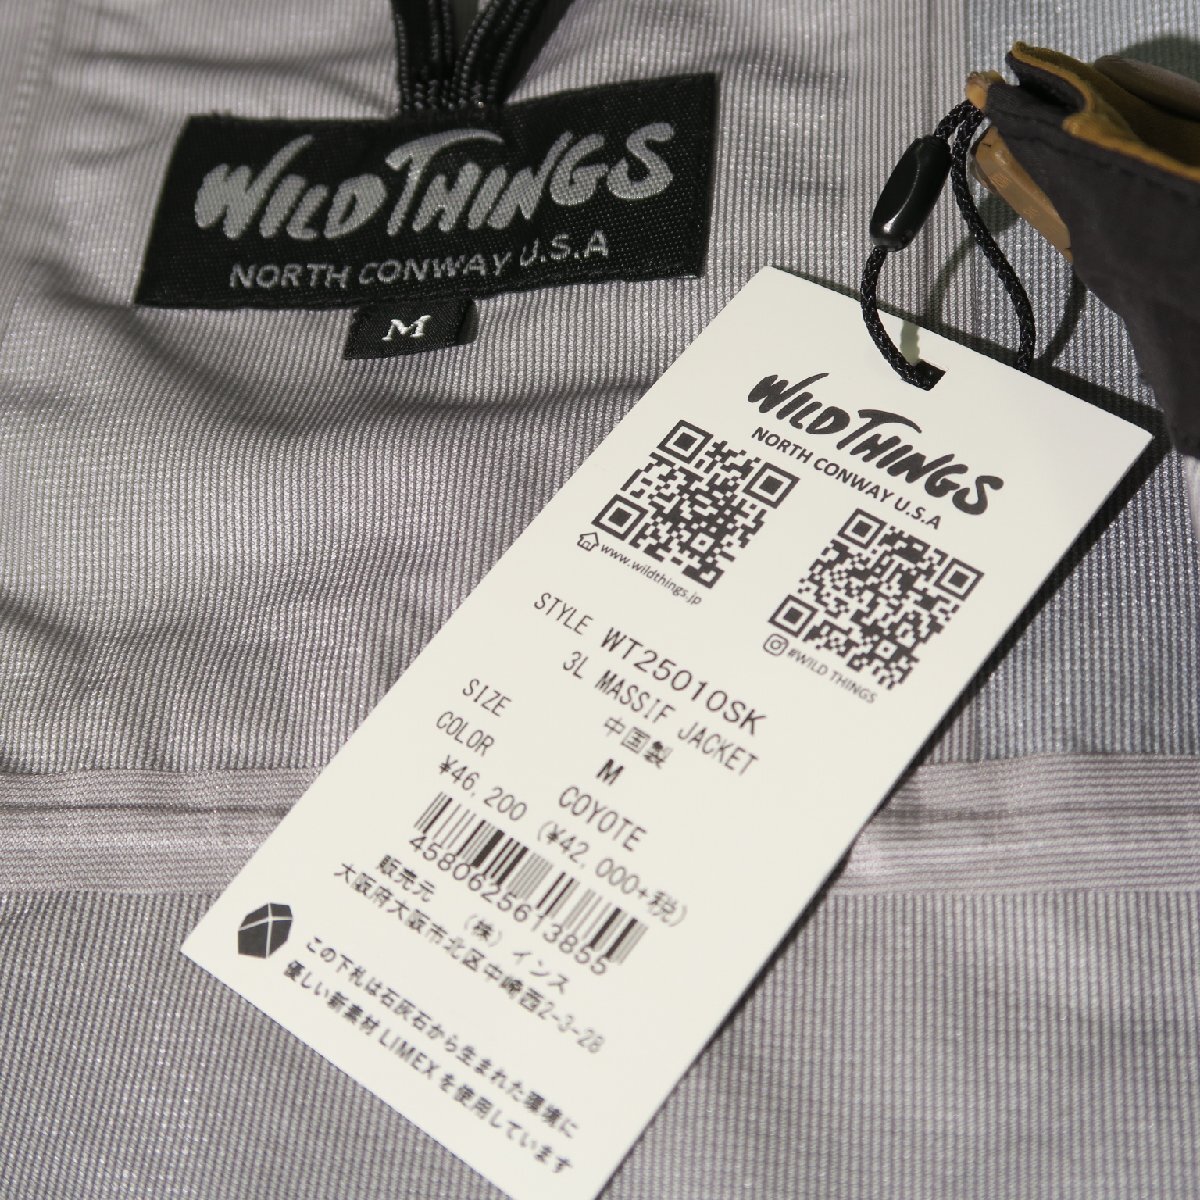 WILD THINGS
NORTH CONWAY U.S.A
M
WILD THINGS
NORTH CONWAY U.S.A
www.wildthings.jp
#WILD THINGS
STYLE WT25010SK
3L MASSIF JACKET
中国製
SIZE M
COLOR COYOTE
¥46,200 (¥42,000+税)
4580625613855
販売元 (株)インス
大阪府大阪市北区中崎西2-3-28
この下札は石灰石から生まれた環境に
優しい新素材 LIMEX を使用しています